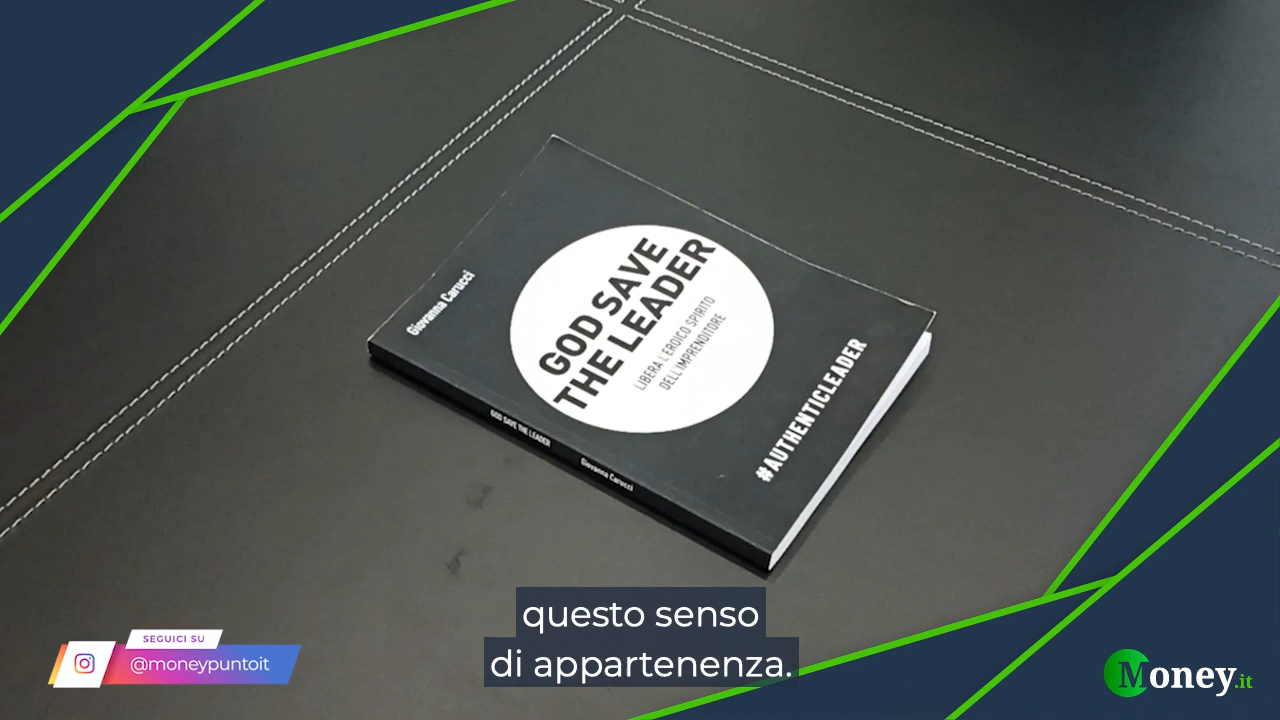 Giovanna Carucci
GOD SAVE
THE LEADER
LIBERA L'EROICO SPIRITO
DELL'IMPRENDITORE
#AUTHENTICLEADER
GOD SAVE THE LEADER
Giovanna Carucci
questo senso
di appartenenza.
SEGUICI SU
@moneypuntoit
Money.it